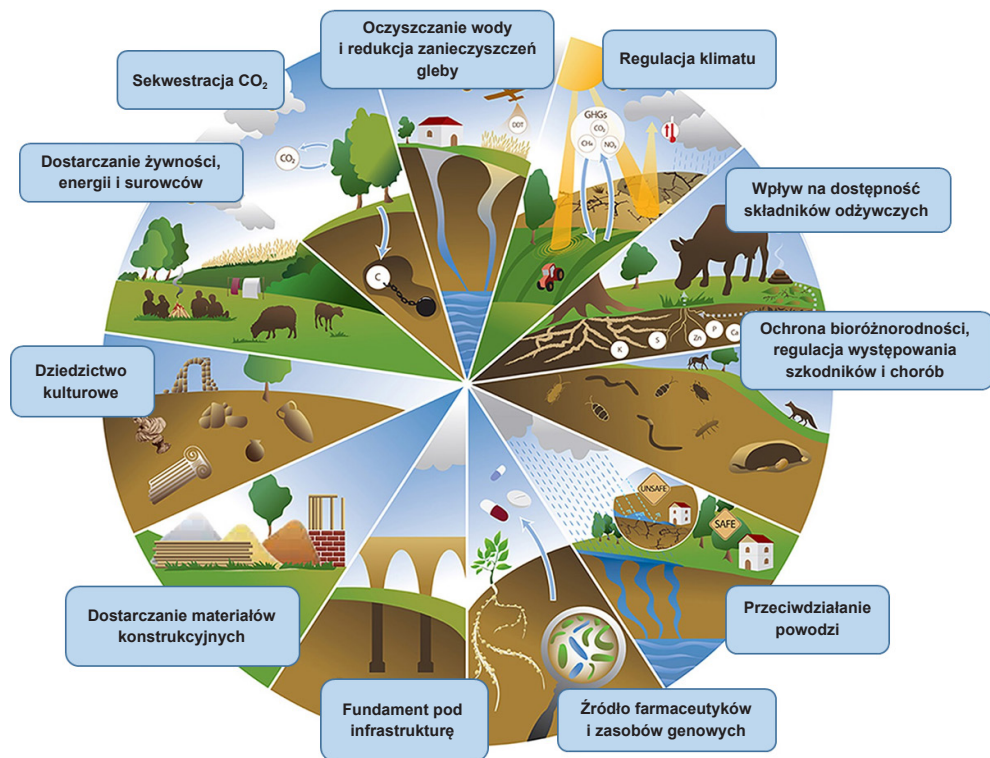 Oczyszczanie wody
i redukcja zanieczyszczeń
gleby
Regulacja klimatu
Sekwestracja CO₂
Dostarczanie żywności,
energii i surowców
Wpływ na dostępność
składników odżywczych
Ochrona bioróżnorodności,
regulacja występowania
szkodników i chorób
Dziedzictwo
kulturowe
Dostarczanie materiałów
konstrukcyjnych
Przeciwdziałanie
powodzi
Fundament pod
infrastrukturę
Źródło farmaceutyków
i zasobów genowych
DDT
GHGs
CO₂
CH₄
NO₂
CO₂
C
K
S
Zn
P
Ca
UNSAFE
SAFE